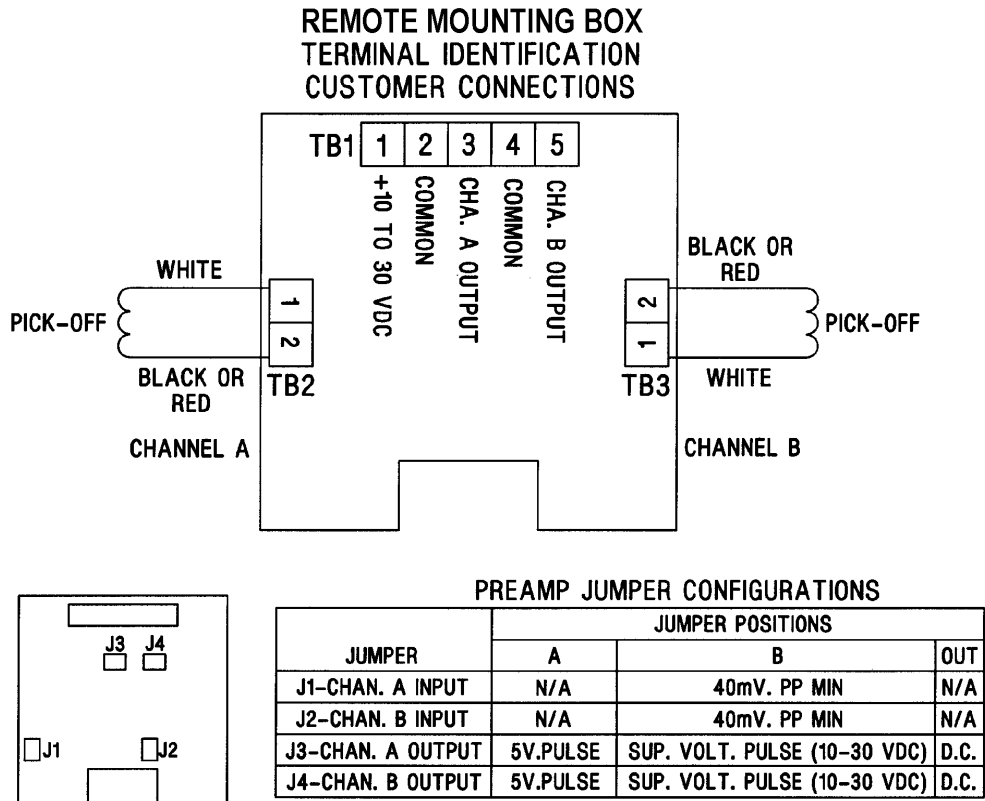 REMOTE MOUNTING BOX
TERMINAL IDENTIFICATION
CUSTOMER CONNECTIONS
TB1 1 2 3 4 5
+10 TO 30 VDC
COMMON
CHA. A OUTPUT
COMMON
CHA. B OUTPUT
WHITE
PICK-OFF
BLACK OR
RED
1
2
TB2
CHANNEL A
BLACK OR
RED
2
1
TB3
PICK-OFF
WHITE
CHANNEL B
J3 J4
J1 J2
PREAMP JUMPER CONFIGURATIONS
JUMPER POSITIONS
JUMPER A B OUT
J1-CHAN. A INPUT N/A 40mV. PP MIN N/A
J2-CHAN. B INPUT N/A 40mV. PP MIN N/A
J3-CHAN. A OUTPUT 5V.PULSE SUP. VOLT. PULSE (10-30 VDC) D.C.
J4-CHAN. B OUTPUT 5V.PULSE SUP. VOLT. PULSE (10-30 VDC) D.C.